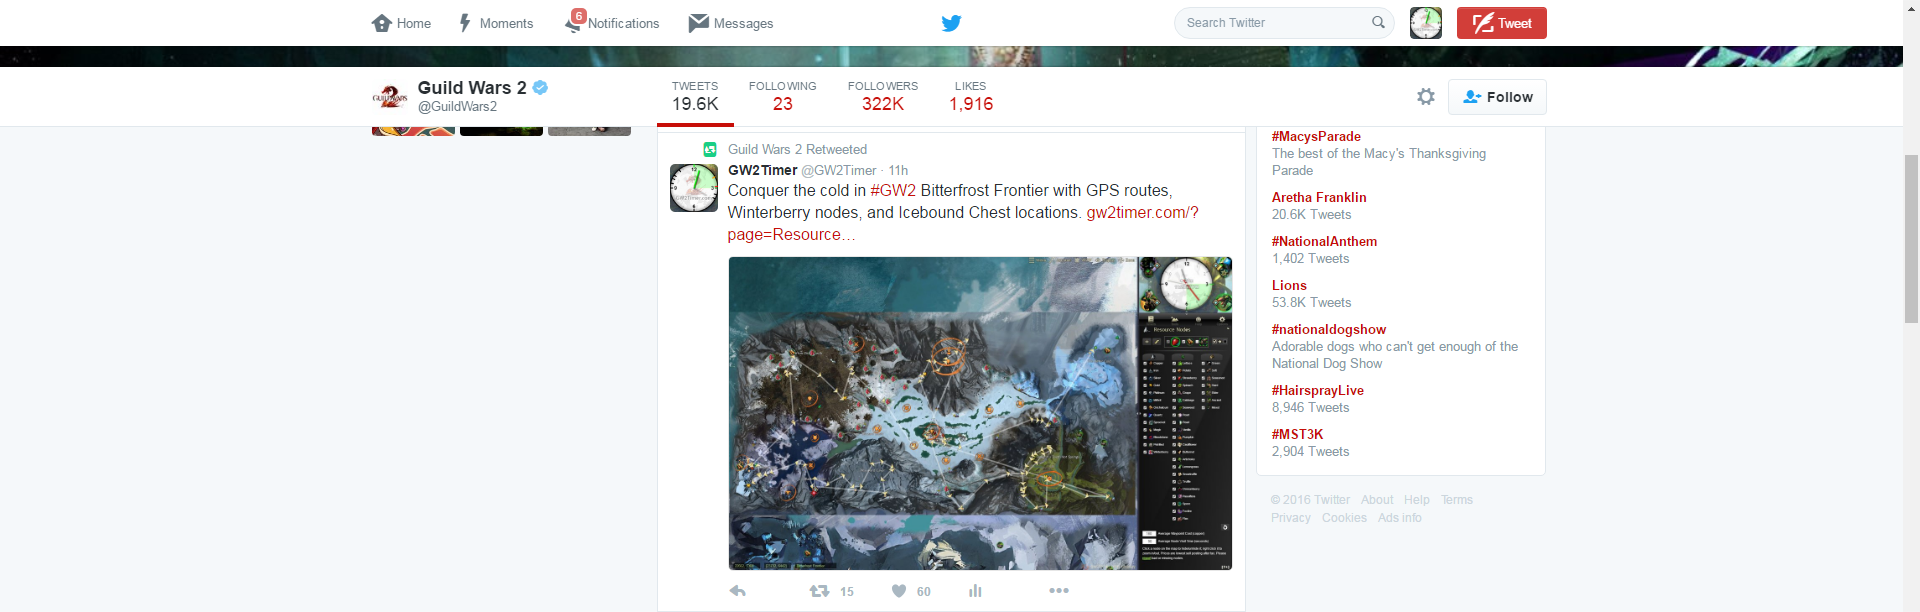 Home
Moments
6
Notifications
Messages
Search Twitter
Tweet
Guild Wars 2
@GuildWars2
TWEETS
19.6K
FOLLOWING
23
FOLLOWERS
322K
LIKES
1,916
Follow
Guild Wars 2 Retweeted
GW2Timer @GW2Timer · 11h
Conquer the cold in #GW2 Bitterfrost Frontier with GPS routes,
Winterberry nodes, and Icebound Chest locations. gw2timer.com/?
page=Resource…
Resource Nodes
15
60
#MacysParade
The best of the Macy's Thanksgiving
Parade
Aretha Franklin
20.6K Tweets
#NationalAnthem
1,402 Tweets
Lions
53.8K Tweets
#nationaldogshow
Adorable dogs who can't get enough of the
National Dog Show
#HairsprayLive
8,946 Tweets
#MST3K
2,904 Tweets
© 2016 Twitter About Help Terms
Privacy Cookies Ads info